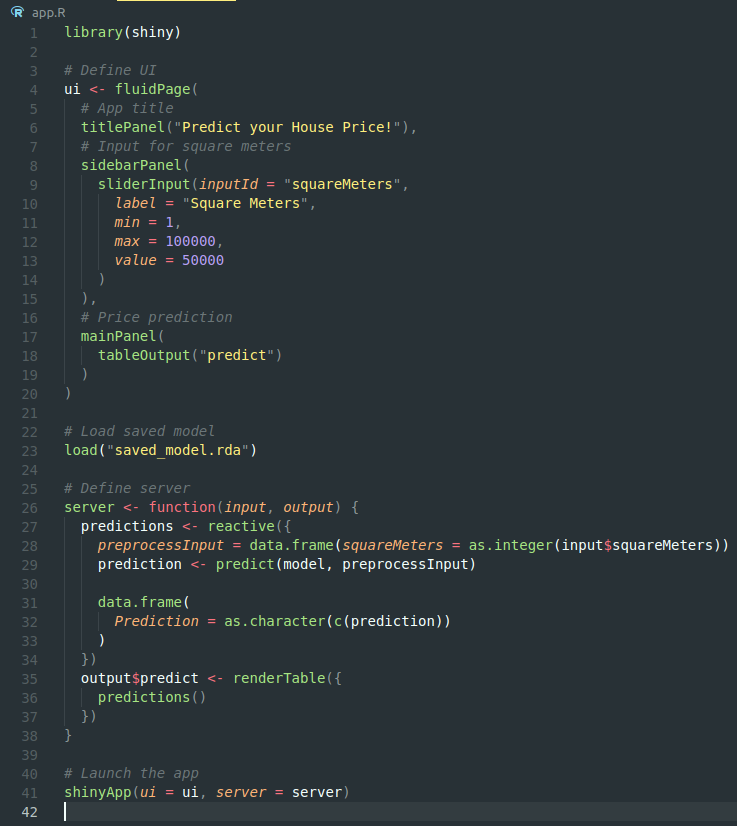 app.R
1 library(shiny)
2
3 # Define UI
4 ui <- fluidPage(
5   # App title
6   titlePanel("Predict your House Price!"),
7   # Input for square meters
8   sidebarPanel(
9     sliderInput(inputId = "squareMeters",
10       label = "Square Meters",
11       min = 1,
12       max = 100000,
13       value = 50000
14     )
15   ),
16   # Price prediction
17   mainPanel(
18     tableOutput("predict")
19   )
20 )
21
22 # Load saved model
23 load("saved_model.rda")
24
25 # Define server
26 server <- function(input, output) {
27   predictions <- reactive({
28     preprocessInput = data.frame(squareMeters = as.integer(input$squareMeters))
29     prediction <- predict(model, preprocessInput)
30
31     data.frame(
32       Prediction = as.character(c(prediction))
33     )
34   })
35   output$predict <- renderTable({
36     predictions()
37   })
38 }
39
40 # Launch the app
41 shinyApp(ui = ui, server = server)
42